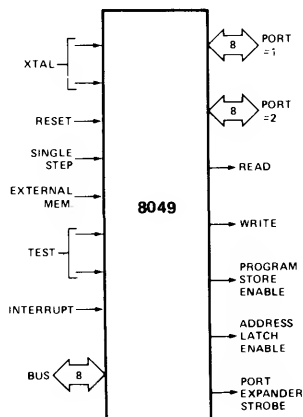 XTAL
RESET
SINGLE
STEP
EXTERNAL
MEM.
TEST
INTERRUPT
BUS
8
8049
8
PORT
=1
8
PORT
=2
READ
WRITE
PROGRAM
STORE
ENABLE
ADDRESS
LATCH
ENABLE
PORT
EXPANDER
STROBE